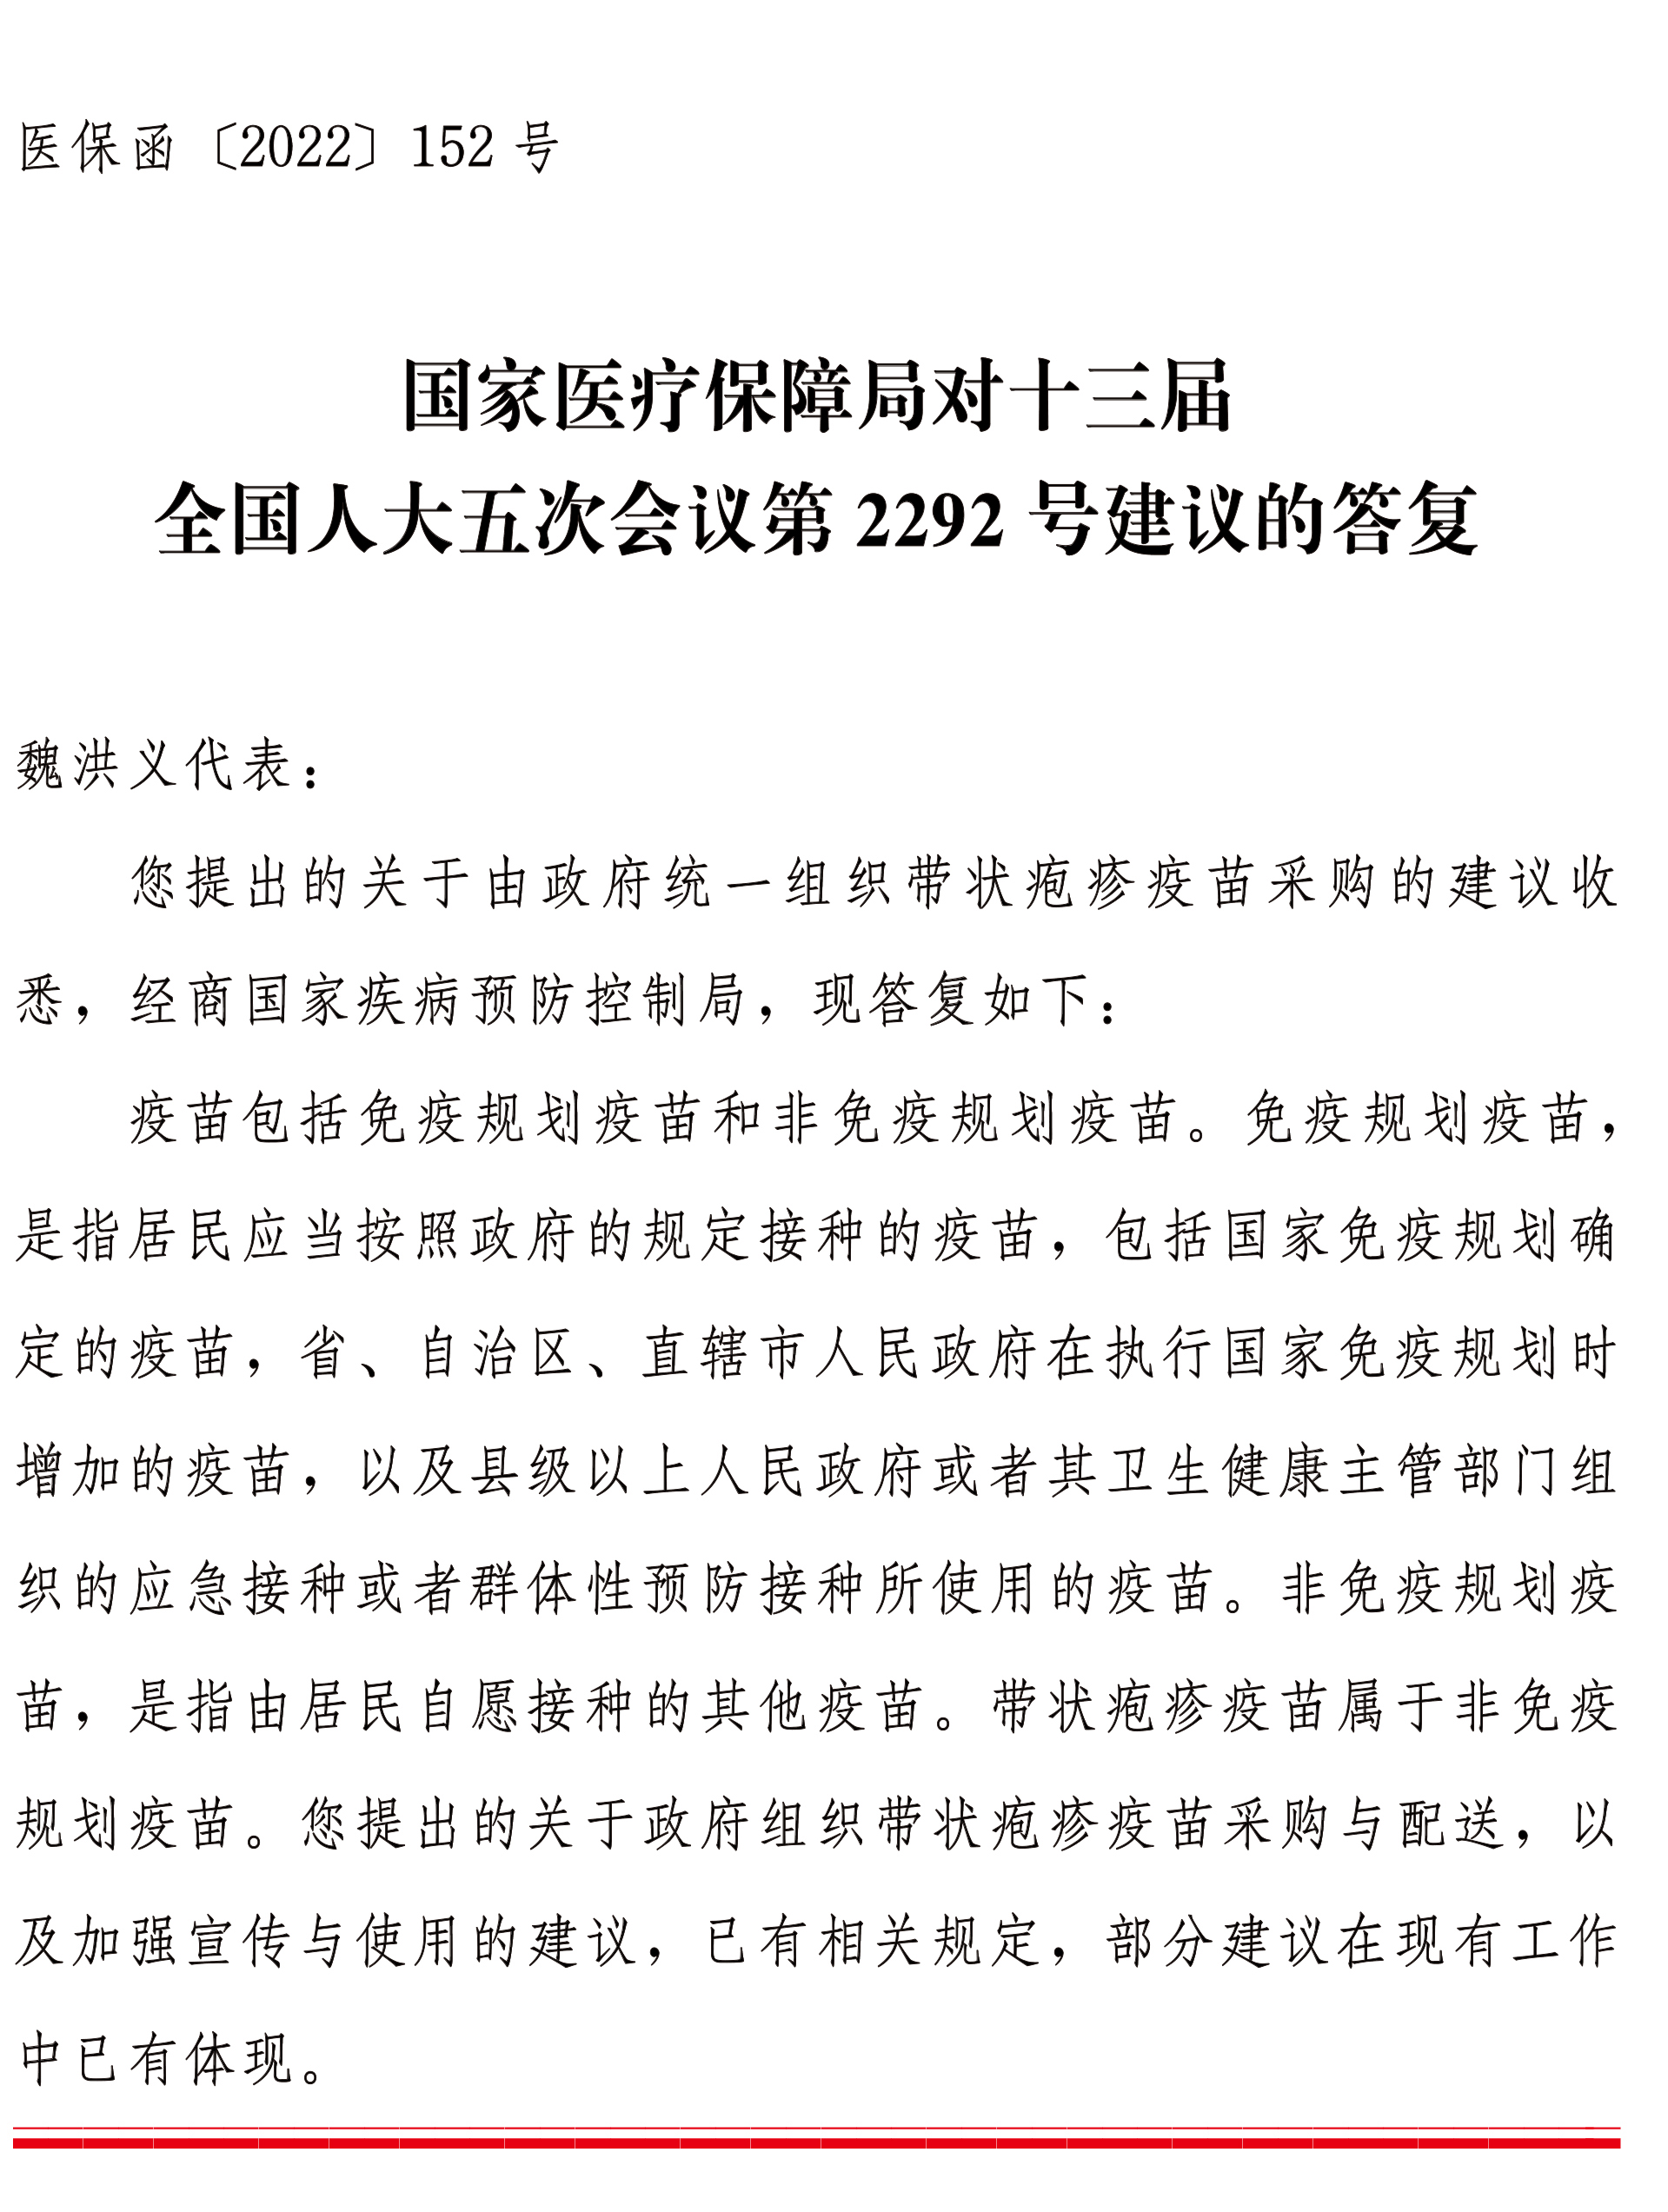 医保函〔2022〕152 号
国家医疗保障局对十三届
全国人大五次会议第 2292 号建议的答复
魏洪义代表：
您提出的关于由政府统一组织带状疱疹疫苗采购的建议收
悉，经商国家疾病预防控制局，现答复如下：
疫苗包括免疫规划疫苗和非免疫规划疫苗。免疫规划疫苗，
是指居民应当按照政府的规定接种的疫苗，包括国家免疫规划确
定的疫苗，省、自治区、直辖市人民政府在执行国家免疫规划时
增加的疫苗，以及县级以上人民政府或者其卫生健康主管部门组
织的应急接种或者群体性预防接种所使用的疫苗。非免疫规划疫
苗，是指由居民自愿接种的其他疫苗。带状疱疹疫苗属于非免疫
规划疫苗。您提出的关于政府组织带状疱疹疫苗采购与配送，以
及加强宣传与使用的建议，已有相关规定，部分建议在现有工作
中已有体现。